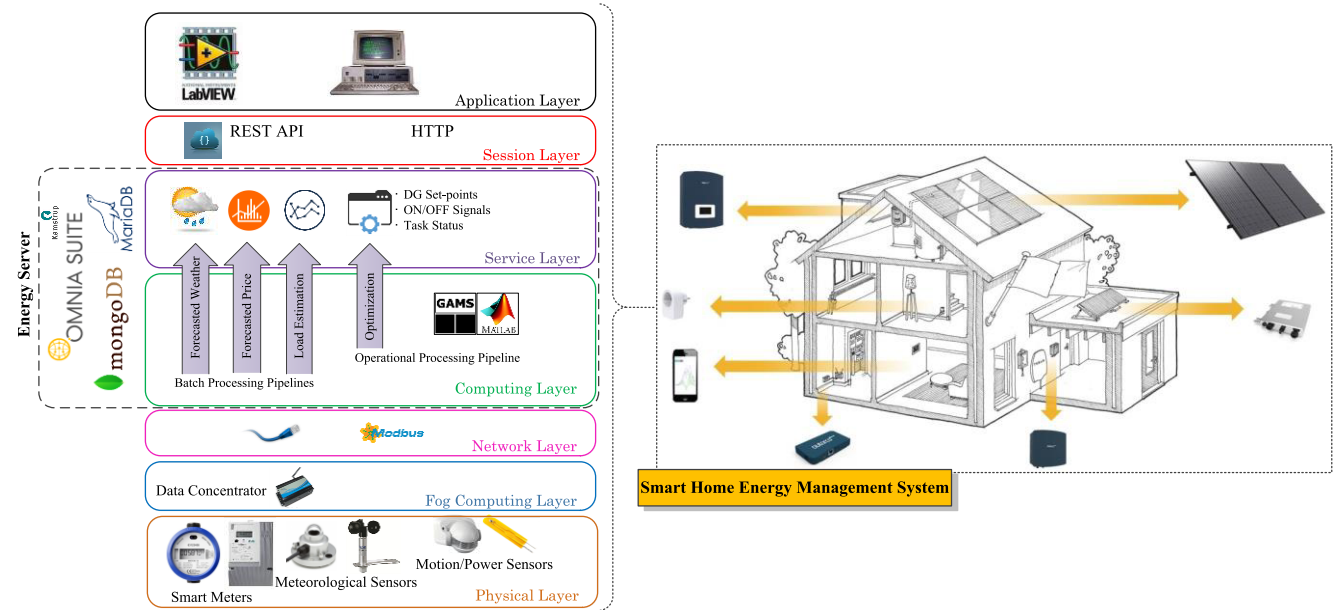 NATIONAL INSTRUMENTS
LabVIEW
Application Layer
{}
REST API
HTTP
Session Layer
Energy Server
Kamstrup
OMNIA SUITE
MariaDB
mongoDB
· DG Set-points
· ON/OFF Signals
· Task Status
Service Layer
Forecasted Weather
Forecasted Price
Load Estimation
Optimization
GAMS
MATLAB
Operational Processing Pipeline
Batch Processing Pipelines
Computing Layer
Modbus
Network Layer
Data Concentrator
Fog Computing Layer
Motion/Power Sensors
Meteorological Sensors
Smart Meters
Physical Layer
Smart Home Energy Management System